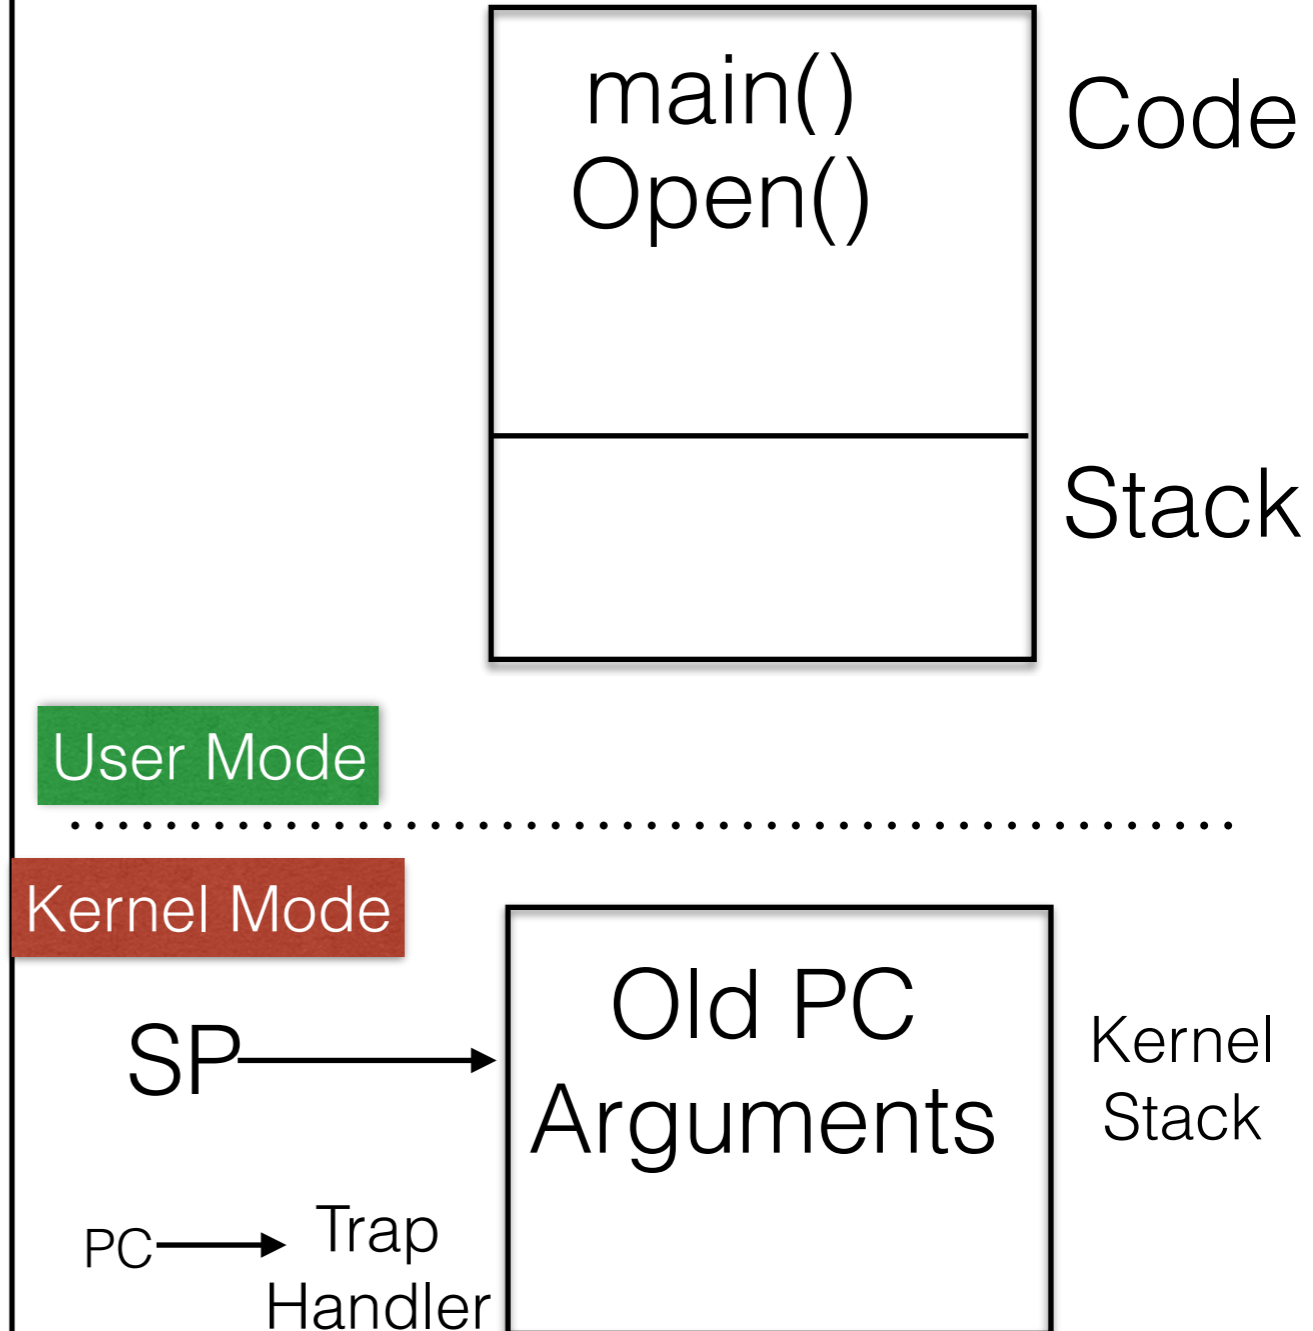 main()
Open()
Code
Stack
User Mode
Kernel Mode
SP
Old PC
Arguments
Kernel
Stack
PC
Trap
Handler